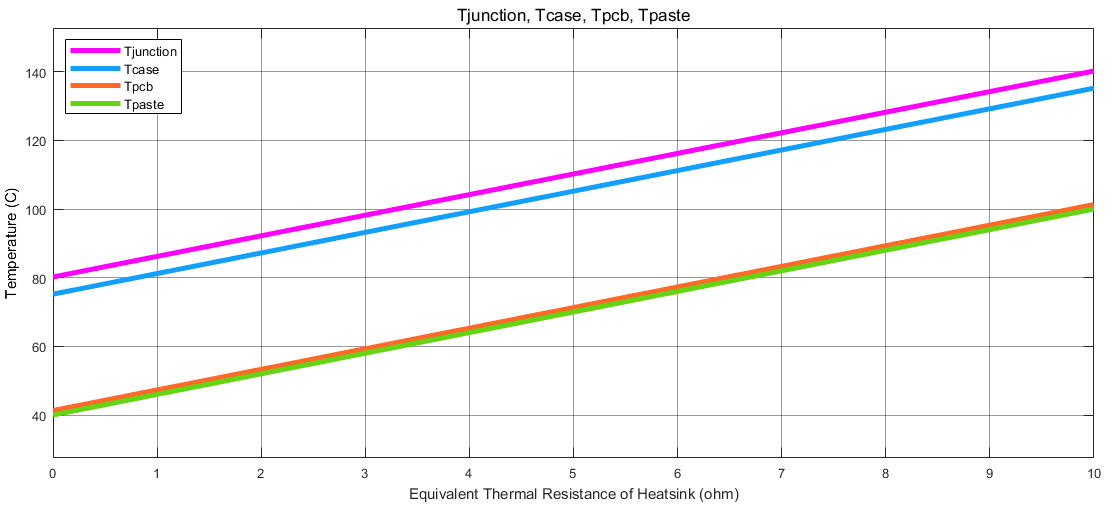 Tjunction, Tcase, Tpcb, Tpaste
Tjunction
Tcase
Tpcb
Tpaste
Temperature (C)
140
120
100
80
60
40
0 1 2 3 4 5 6 7 8 9 10
Equivalent Thermal Resistance of Heatsink (ohm)